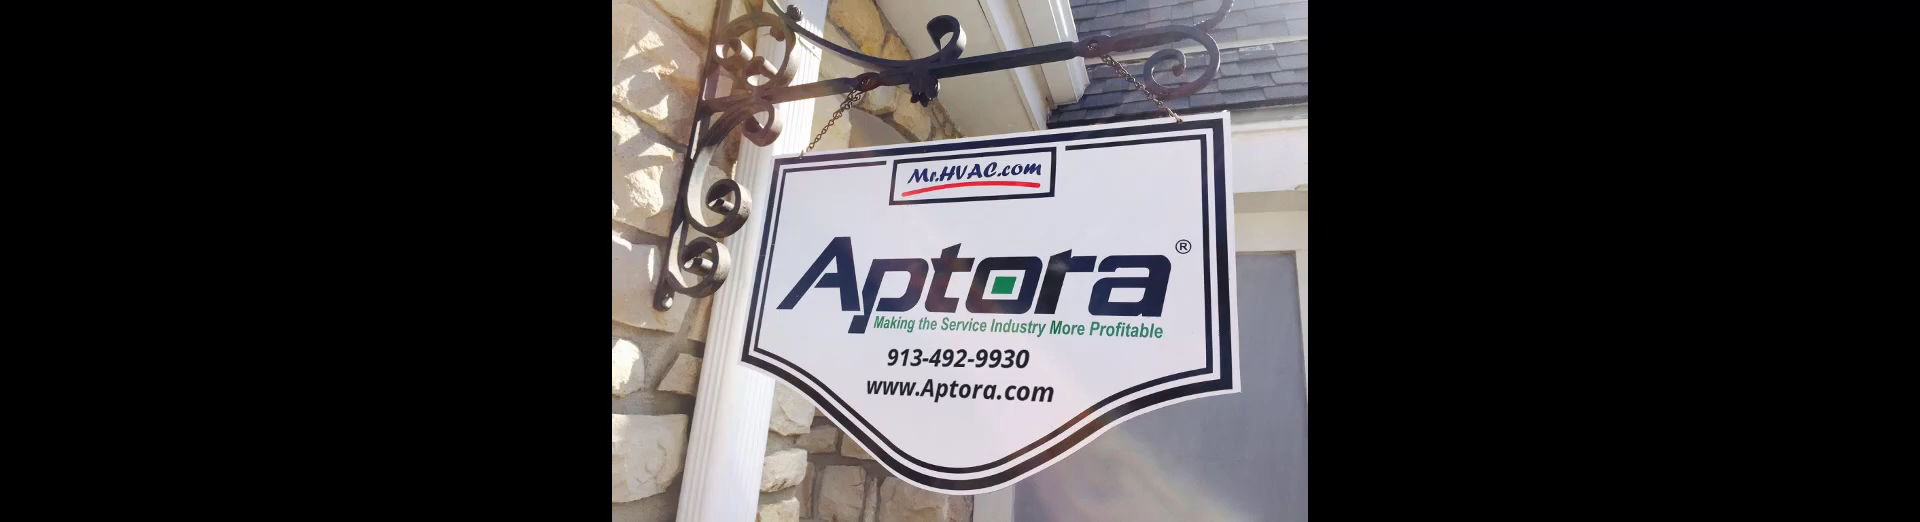 Mr.HVAC.com
Aptora®
Making the Service Industry More Profitable
913-492-9930
www.Aptora.com